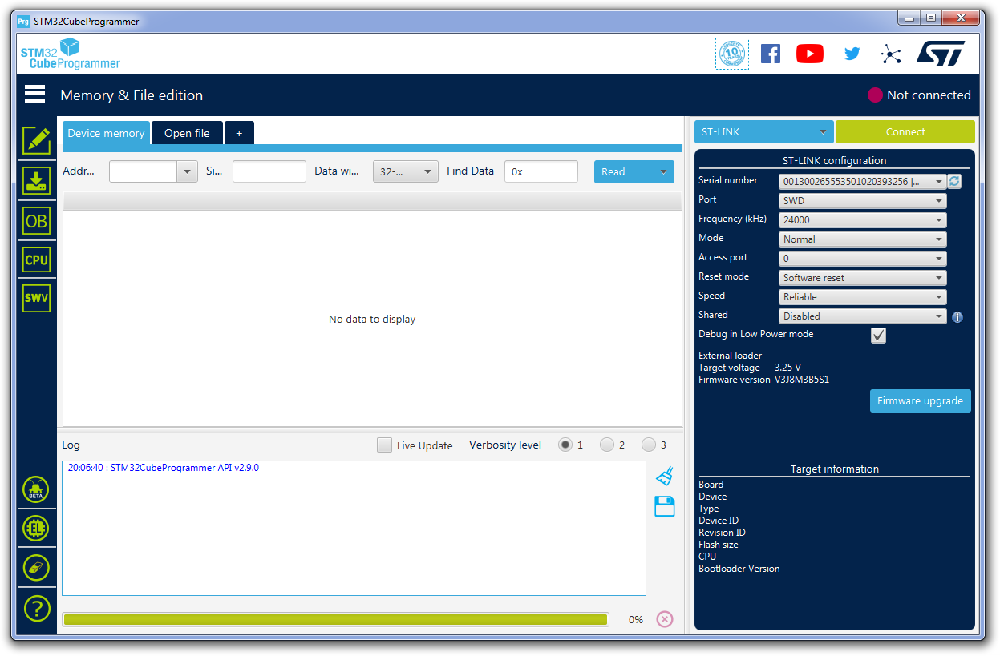 Prg STM32CubeProgrammer
STM32
CubeProgrammer
10
YEARS
ST
Memory & File edition
Not connected
Device memory Open file +
ST-LINK Connect
Addr... Si... Data wi... 32-... Find Data 0x Read
ST-LINK configuration
Serial number 001300265553501020393256 |...
Port SWD
Frequency (kHz) 24000
Mode Normal
Access port 0
Reset mode Software reset
Speed Reliable
Shared Disabled
Debug in Low Power mode
External loader _
Target voltage 3.25 V
Firmware version V3J8M3B5S1
Firmware upgrade
OB
CPU
SWV
No data to display
Log Live Update Verbosity level 1 2 3
20:06:40 : STM32CubeProgrammer API v2.9.0
Target information
Board _
Device _
Type _
Device ID _
Revision ID _
Flash size _
CPU _
Bootloader Version _
BETA
?
0%